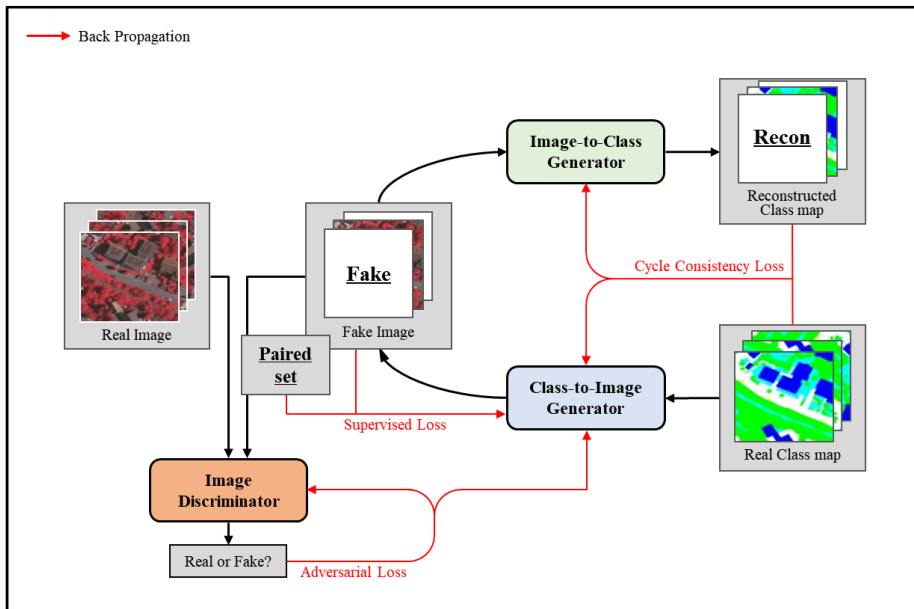 Back Propagation
Image-to-Class
Generator
Recon
Reconstructed
Class map
Real Image
Fake
Fake Image
Cycle Consistency Loss
Paired
set
Supervised Loss
Class-to-Image
Generator
Real Class map
Image
Discriminator
Real or Fake?
Adversarial Loss